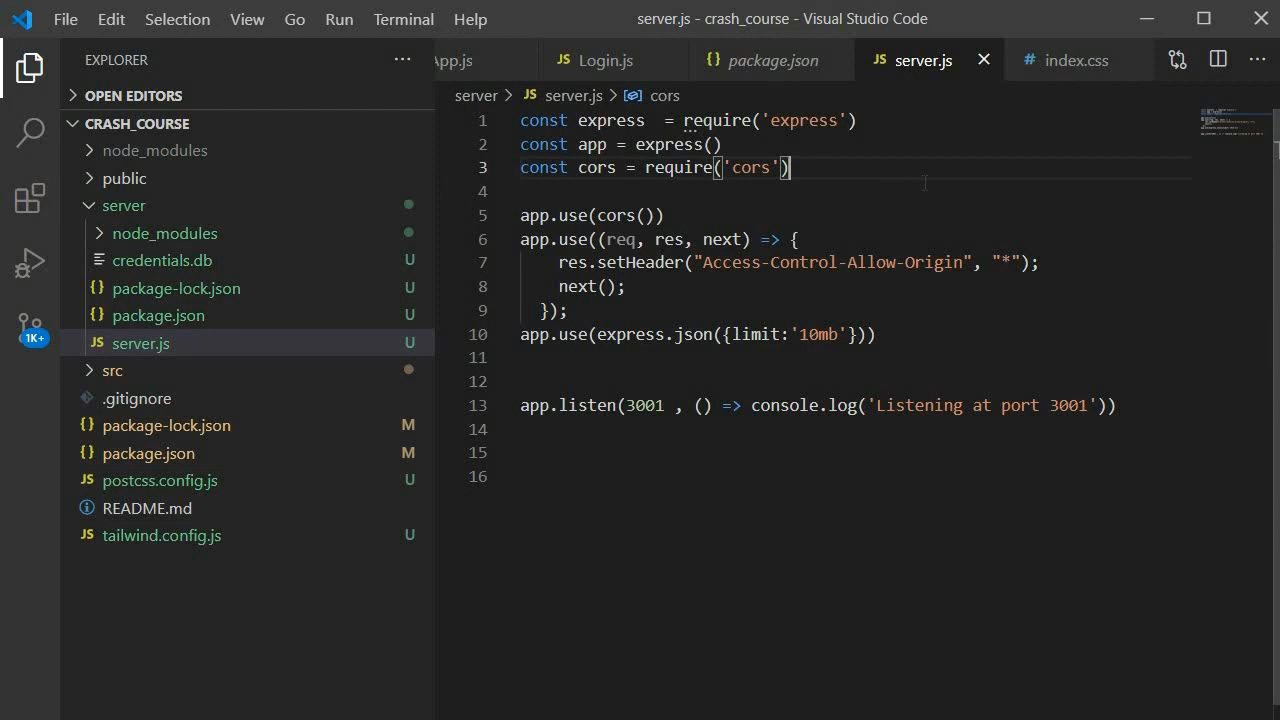 File Edit Selection View Go Run Terminal Help server.js - crash_course - Visual Studio Code
EXPLORER ...
App.js JS Login.js {} package.json JS server.js # index.css ...
OPEN EDITORS
server > JS server.js > cors
CRASH_COURSE
node_modules
public
server
node_modules
credentials.db U
{} package-lock.json U
{} package.json U
JS server.js U
src
.gitignore
{} package-lock.json M
{} package.json M
JS postcss.config.js U
README.md
JS tailwind.config.js U
1K+
1 const express  = require('express')
2 const app = express()
3 const cors = require('cors')
4
5 app.use(cors())
6 app.use((req, res, next) => {
7     res.setHeader("Access-Control-Allow-Origin", "*");
8     next();
9   });
10 app.use(express.json({limit:'10mb'}))
11
12
13 app.listen(3001 , () => console.log('Listening at port 3001'))
14
15
16